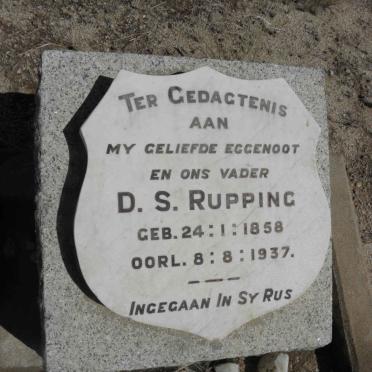 TER GEDAGTENIS
AAN
MY GELIEFDE EGGENOOT
EN ONS VADER
D. S. RUPPING
GEB. 24:1:1858
OORL. 8:8:1937.
INGEGAAN IN SY RUS